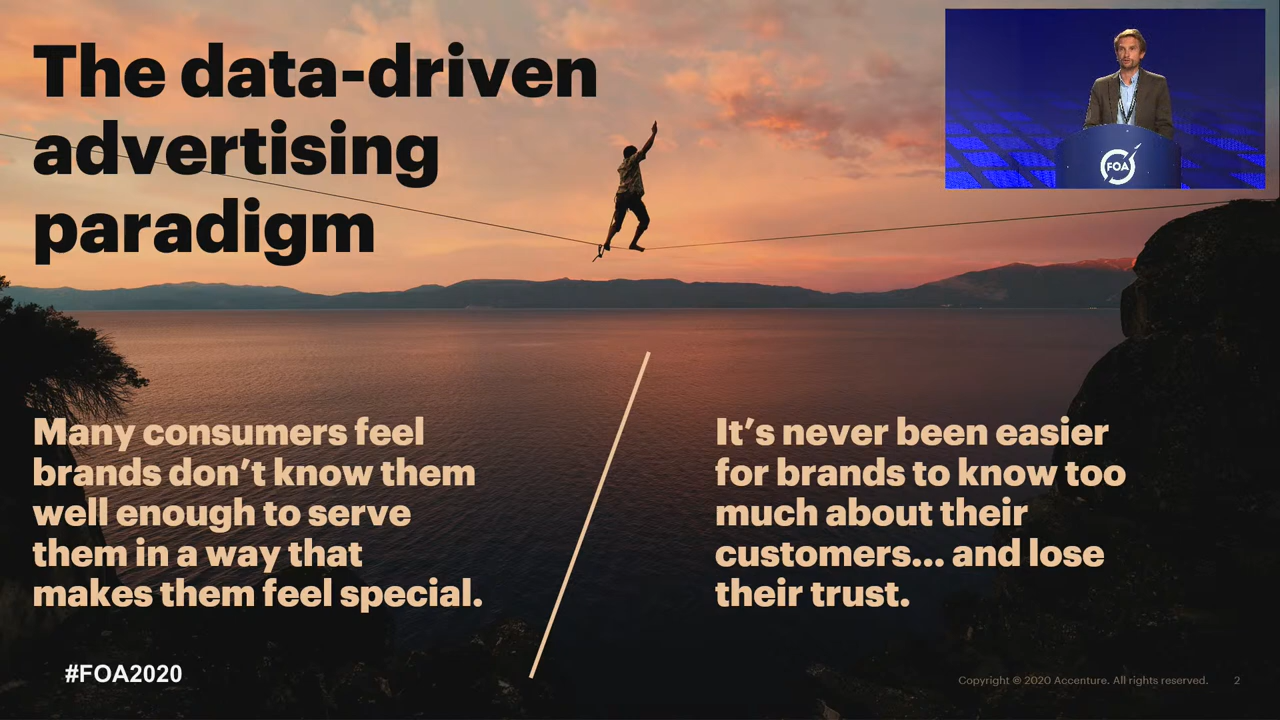 The data-driven
advertising
paradigm
FOA
Many consumers feel
brands don't know them
well enough to serve
them in a way that
makes them feel special.
It's never been easier
for brands to know too
much about their
customers... and lose
their trust.
#FOA2020
Copyright © 2020 Accenture. All rights reserved. 2